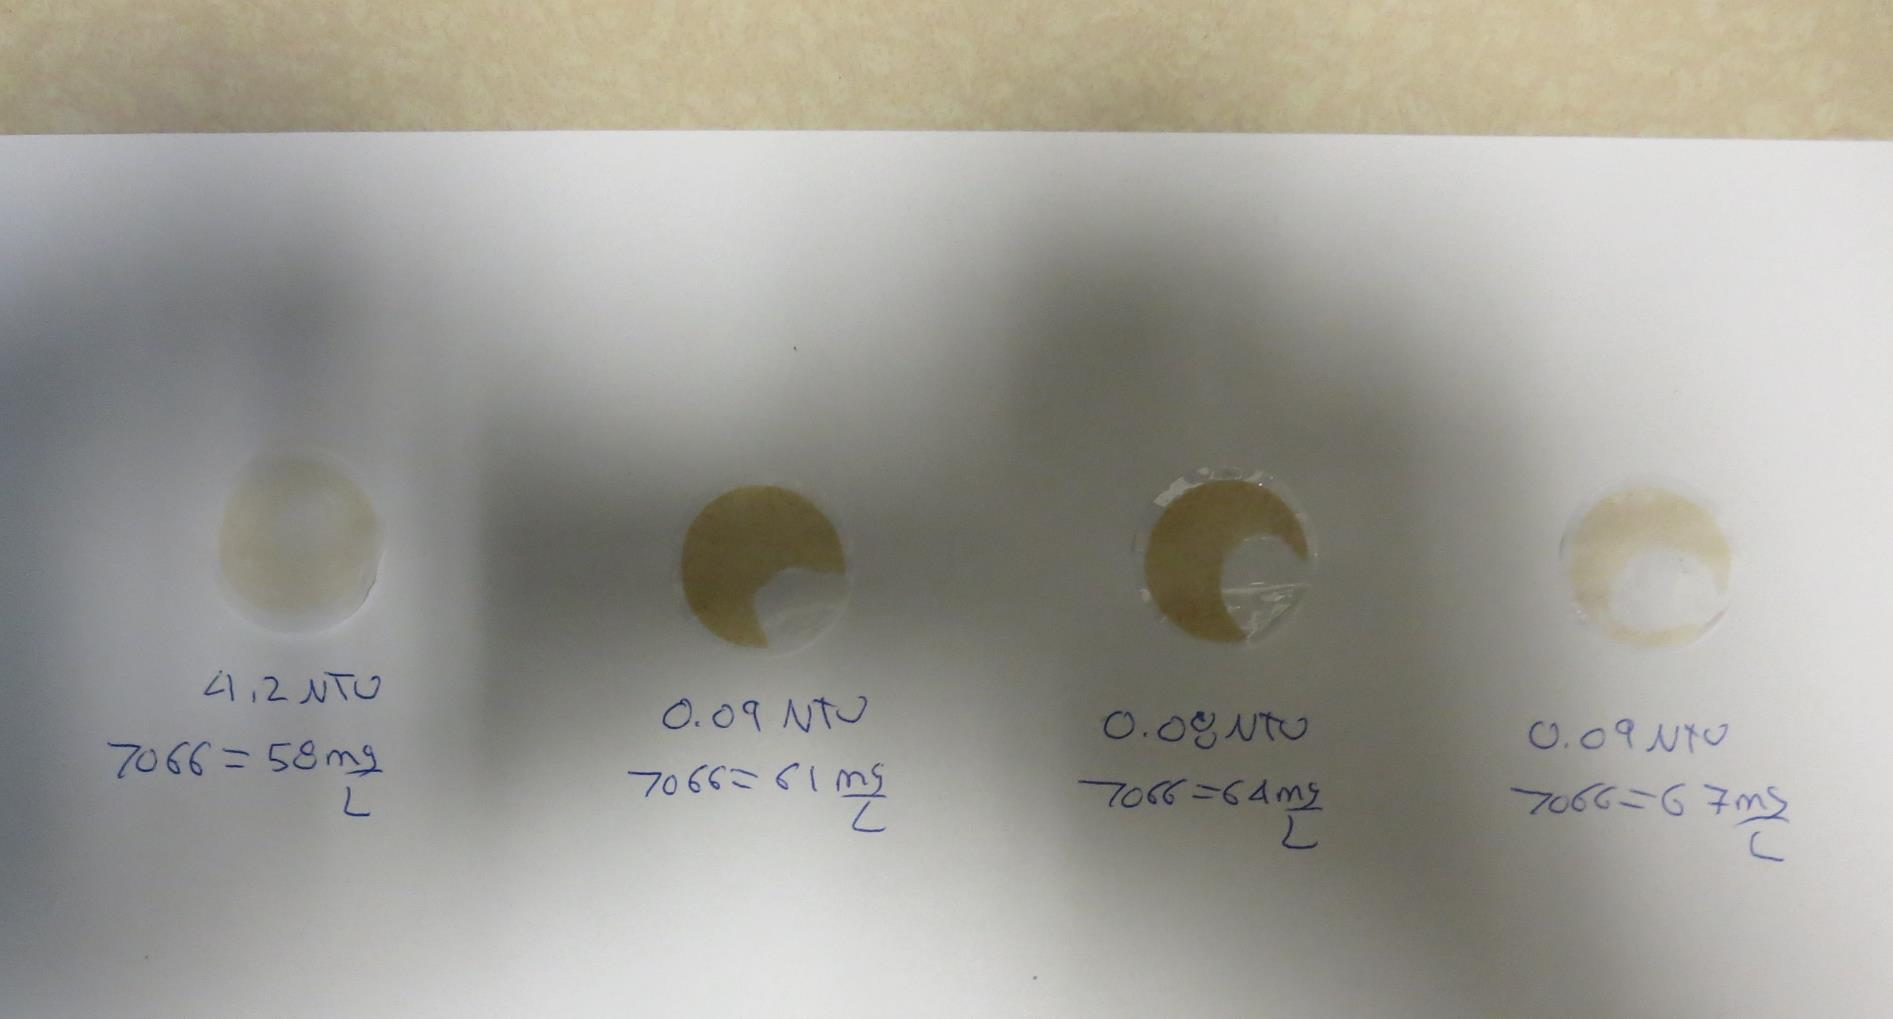 4.2 NTU
7066 = 58 mg/L
0.09 NTU
7066 = 61 mg/L
0.08 NTU
7066 = 64 mg/L
0.09 NTU
7066 = 67 mg/L